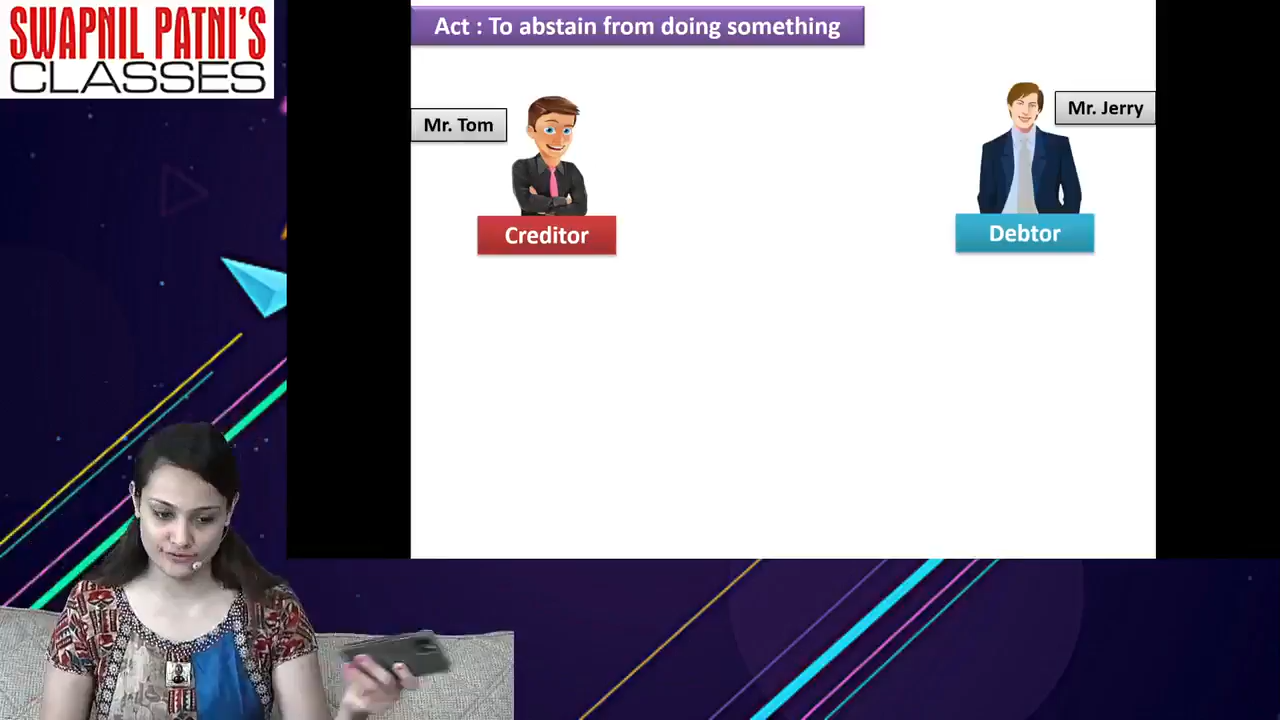 SWAPNIL PATNI'S
CLASSES
Act : To abstain from doing something
Mr. Tom
Mr. Jerry
Creditor
Debtor